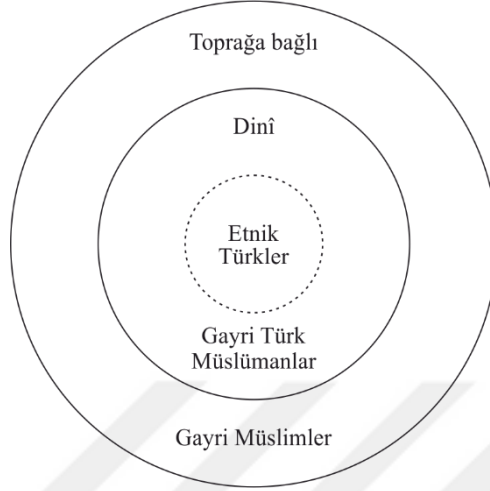 Toprağa bağlı
Dinî
Etnik
Türkler
Gayri Türk
Müslümanlar
Gayri Müslimler